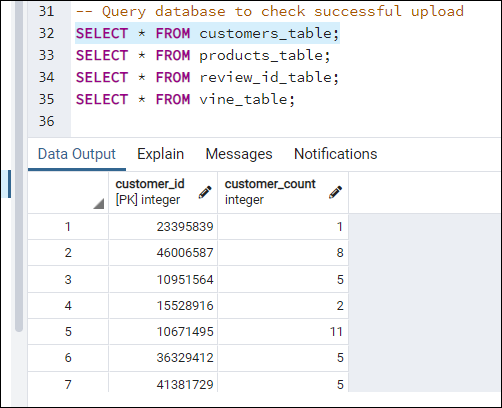 31 -- Query database to check successful upload
32 SELECT * FROM customers_table;
33 SELECT * FROM products_table;
34 SELECT * FROM review_id_table;
35 SELECT * FROM vine_table;
36
Data Output Explain Messages Notifications
customer_id customer_count
[PK] integer integer
1 23395839 1
2 46006587 8
3 10951564 5
4 15528916 2
5 10671495 11
6 36329412 5
7 41381729 5